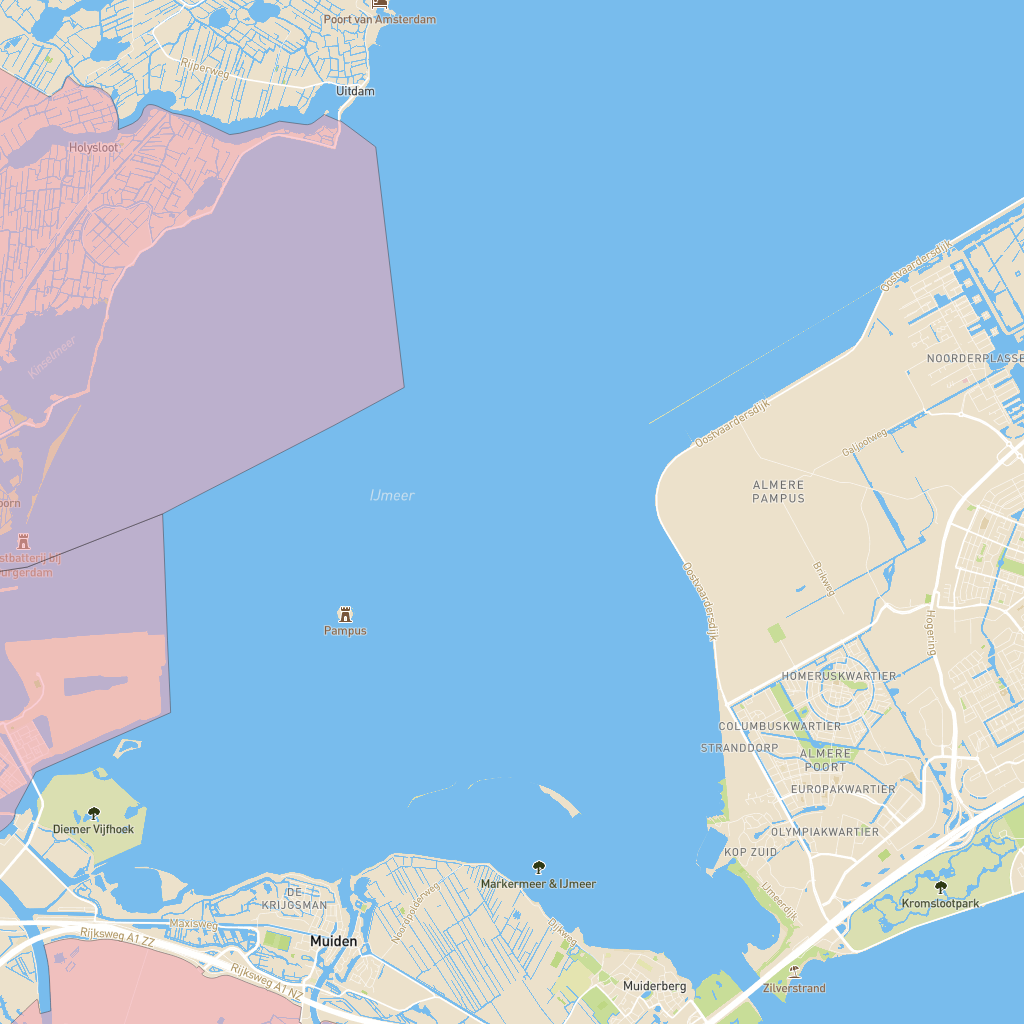 Poort van Amsterdam
Rijperweg
Uitdam
Holysloot
Oostvaardersdijk
Kinselmeer
NOORDERPLASSE
Oostvaardersdijk
Galjootweg
IJmeer
ALMERE
PAMPUS
oorn
stbatterij bij
urgerdam
Oostvaardersdijk
Brikweg
Hogering
Pampus
HOMERUSKWARTIER
COLUMBUSKWARTIER
STRANDDORP
ALMERE
POORT
EUROPAKWARTIER
Diemer Vijfhoek
OLYMPIAKWARTIER
KOP ZUID
Markermeer & IJmeer
DE
KRIJGSMAN
Noordpolderweg
IJmeerdijk
Kromslootpark
Maxisweg
Rijksweg A1 ZZ
Muiden
Dijkweg
Rijksweg A1 NZ
Muiderberg
Zilverstrand